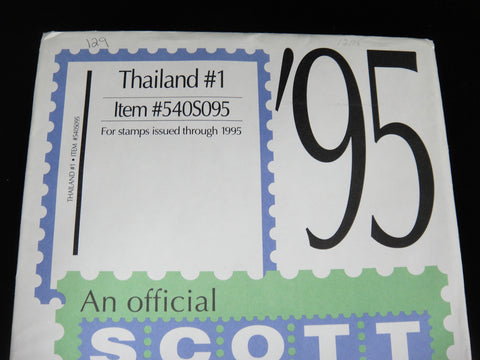 129
Thailand #1
Item #540S095
For stamps issued through 1995
THAILAND #1 • ITEM #540S095
'95
An official
SCOTT